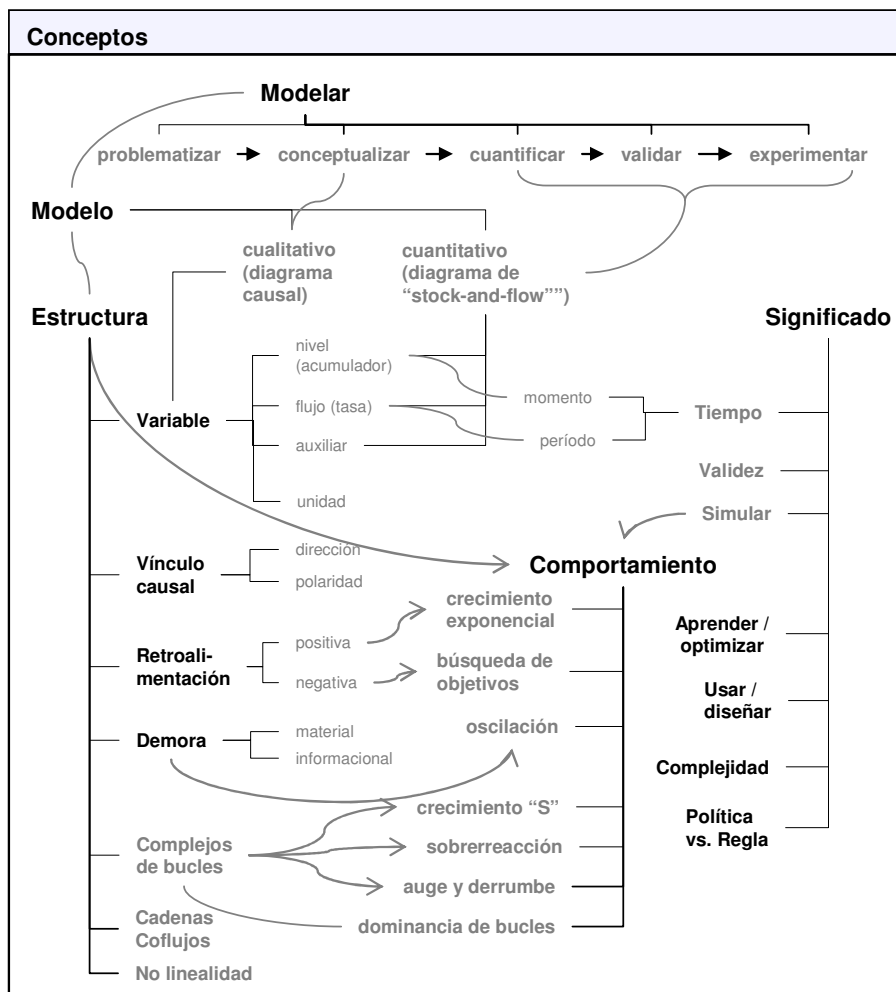 Conceptos
Modelar
problematizar
conceptualizar
cuantificar
validar
experimentar
Modelo
cualitativo
(diagrama
causal)
cuantitativo
(diagrama de
“stock-and-flow””)
Estructura
Significado
nivel
(acumulador)
momento
flujo (tasa)
Variable
Tiempo
período
auxiliar
Validez
unidad
Simular
dirección
Vínculo
causal
Comportamiento
polaridad
crecimiento
exponencial
Aprender /
optimizar
positiva
Retroali-
mentación
negativa
búsqueda de
objetivos
Usar /
diseñar
material
Demora
informacional
oscilación
Complejidad
crecimiento “S”
Política
vs. Regla
Complejos
de bucles
sobrerreacción
auge y derrumbe
dominancia de bucles
Cadenas
Coflujos
No linealidad